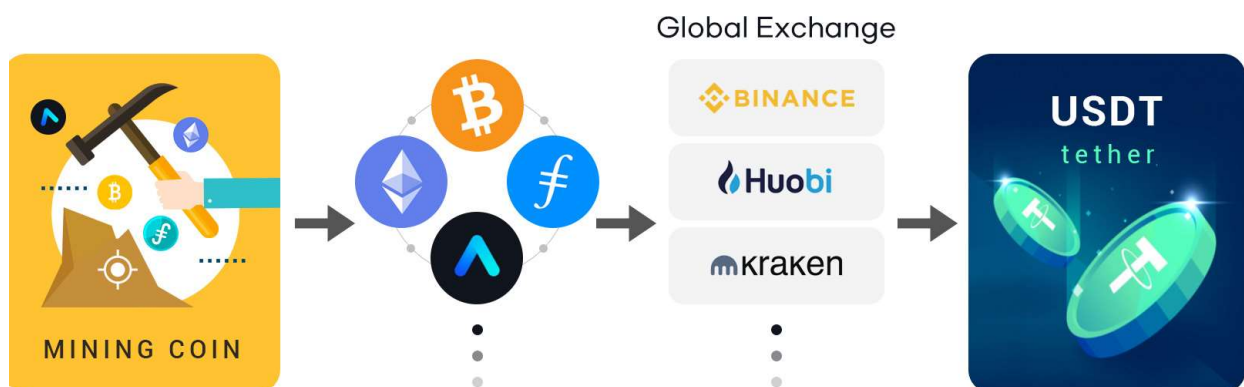 Global Exchange
BINANCE
Huobi
kraken
USDT
tether
MINING COIN